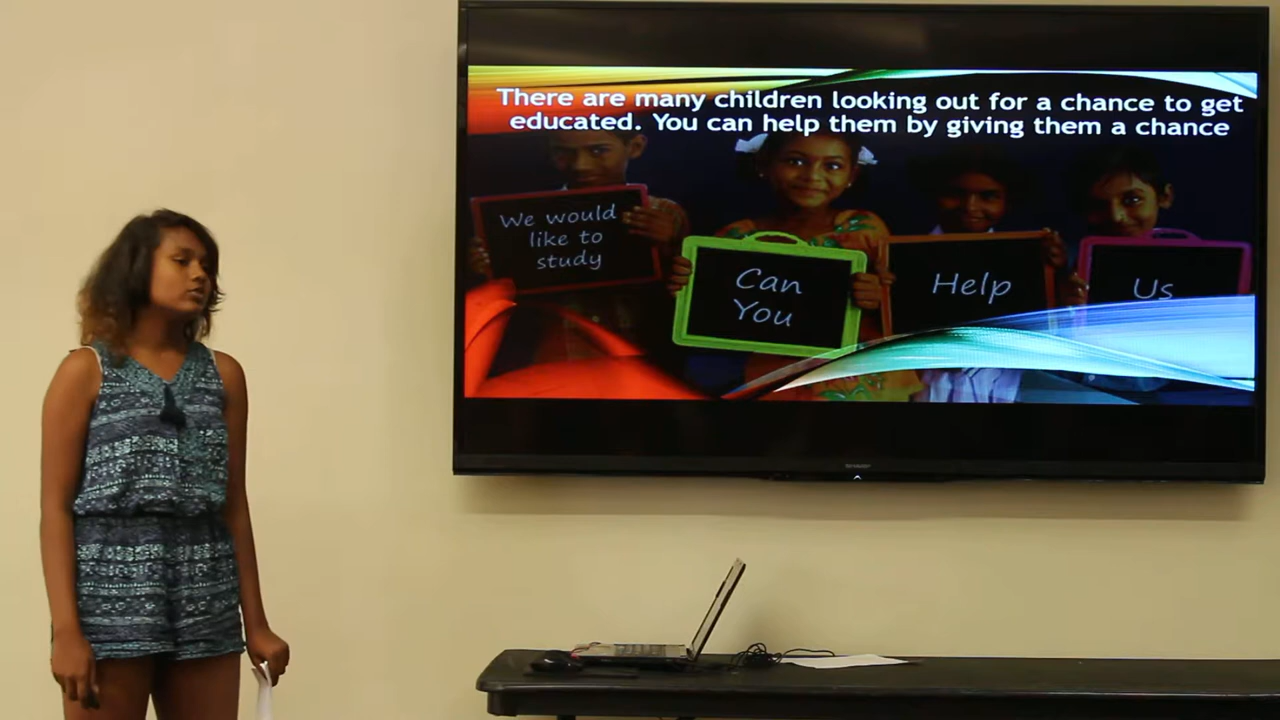 There are many children looking out for a chance to get
educated. You can help them by giving them a chance
We would
like to
study
Can
You
Help
Us
SHARP